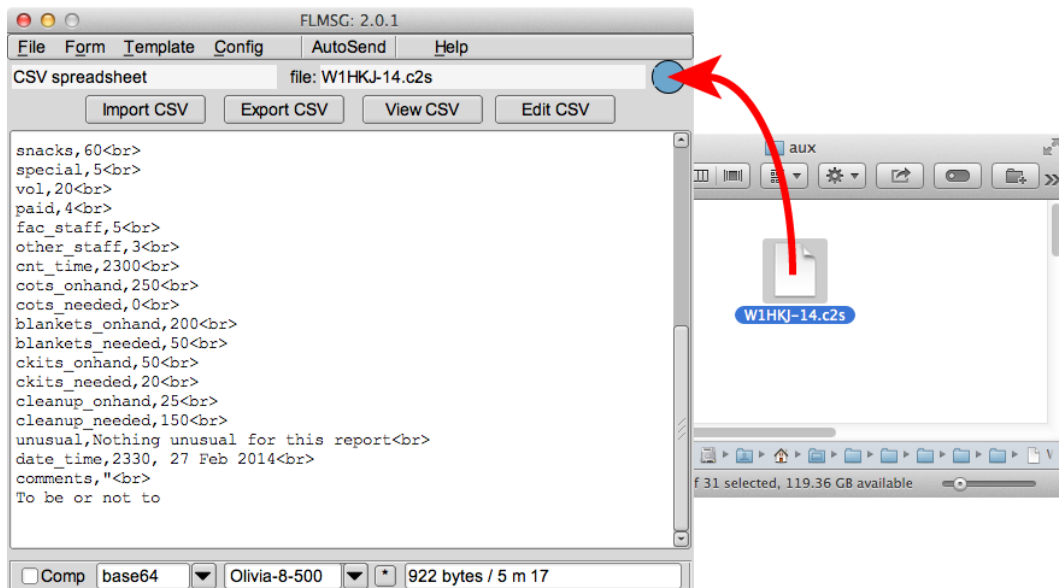 FLMSG: 2.0.1
File Form Template Config AutoSend Help
CSV spreadsheet file: W1HKJ-14.c2s
Import CSV Export CSV View CSV Edit CSV
snacks,60<br>
special,5<br>
vol,20<br>
paid,4<br>
fac_staff,5<br>
other_staff,3<br>
cnt_time,2300<br>
cots_onhand,250<br>
cots_needed,0<br>
blankets_onhand,200<br>
blankets_needed,50<br>
ckits_onhand,50<br>
ckits_needed,20<br>
cleanup_onhand,25<br>
cleanup_needed,150<br>
unusual,Nothing unusual for this report<br>
date_time,2330, 27 Feb 2014<br>
comments,"<br>
To be or not to
Comp base64 Olivia-8-500 * 922 bytes / 5 m 17
aux
W1HKJ-14.c2s
31 selected, 119.36 GB available